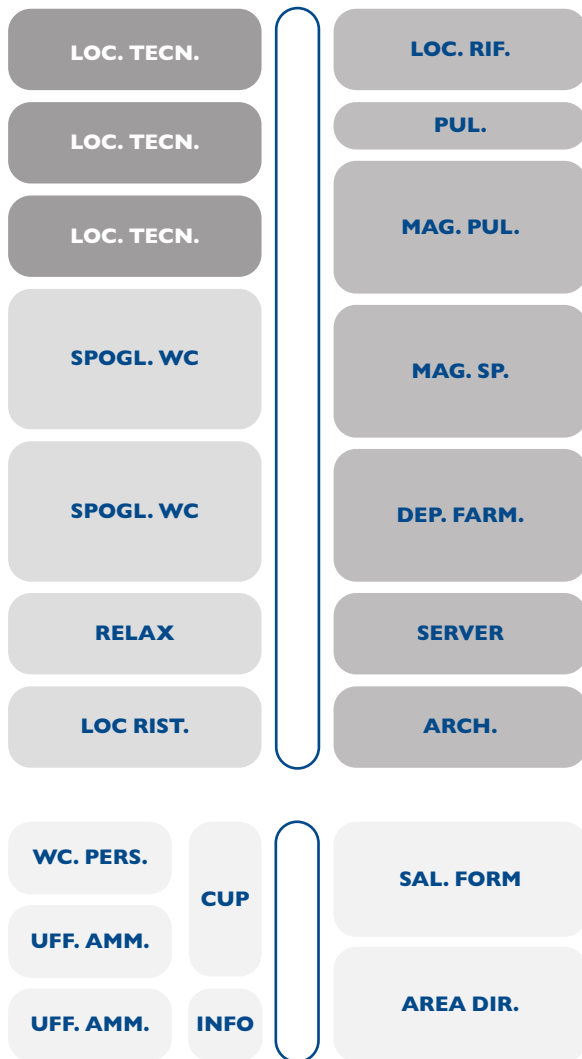 LOC. TECN.
LOC. TECN.
LOC. TECN.
SPOGL. WC
SPOGL. WC
RELAX
LOC RIST.
LOC. RIF.
PUL.
MAG. PUL.
MAG. SP.
DEP. FARM.
SERVER
ARCH.
WC. PERS.
UFF. AMM.
UFF. AMM.
CUP
INFO
SAL. FORM
AREA DIR.